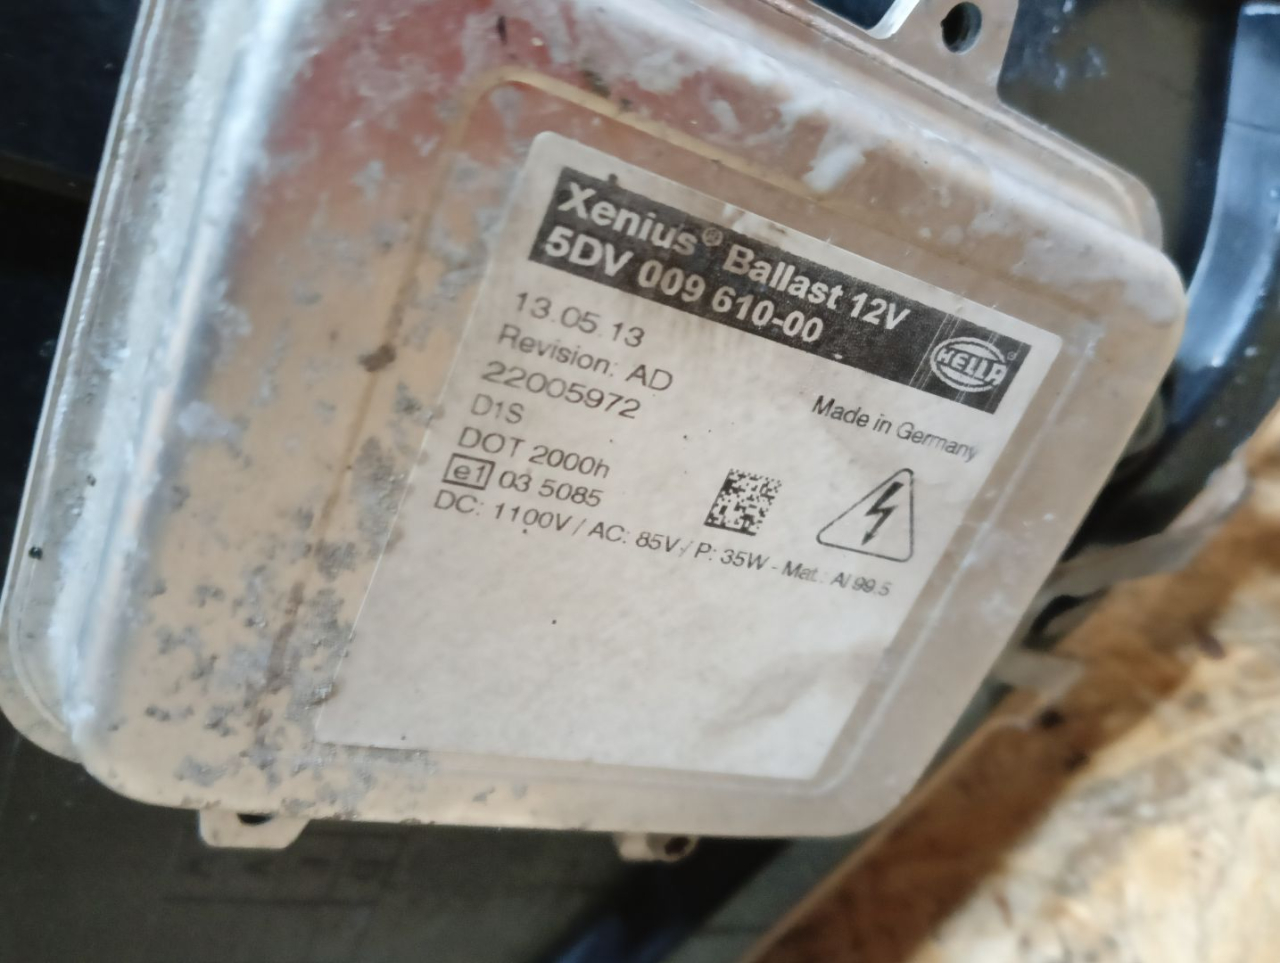 Xenius® Ballast 12V
5DV 009 610-00
HELLA
13.05.13
Revision: AD
22005972
Made in Germany
D1S
DOT 2000h
e1 03 5085
DC: 1100V / AC: 85V / P: 35W - Mat.: Al 99.5